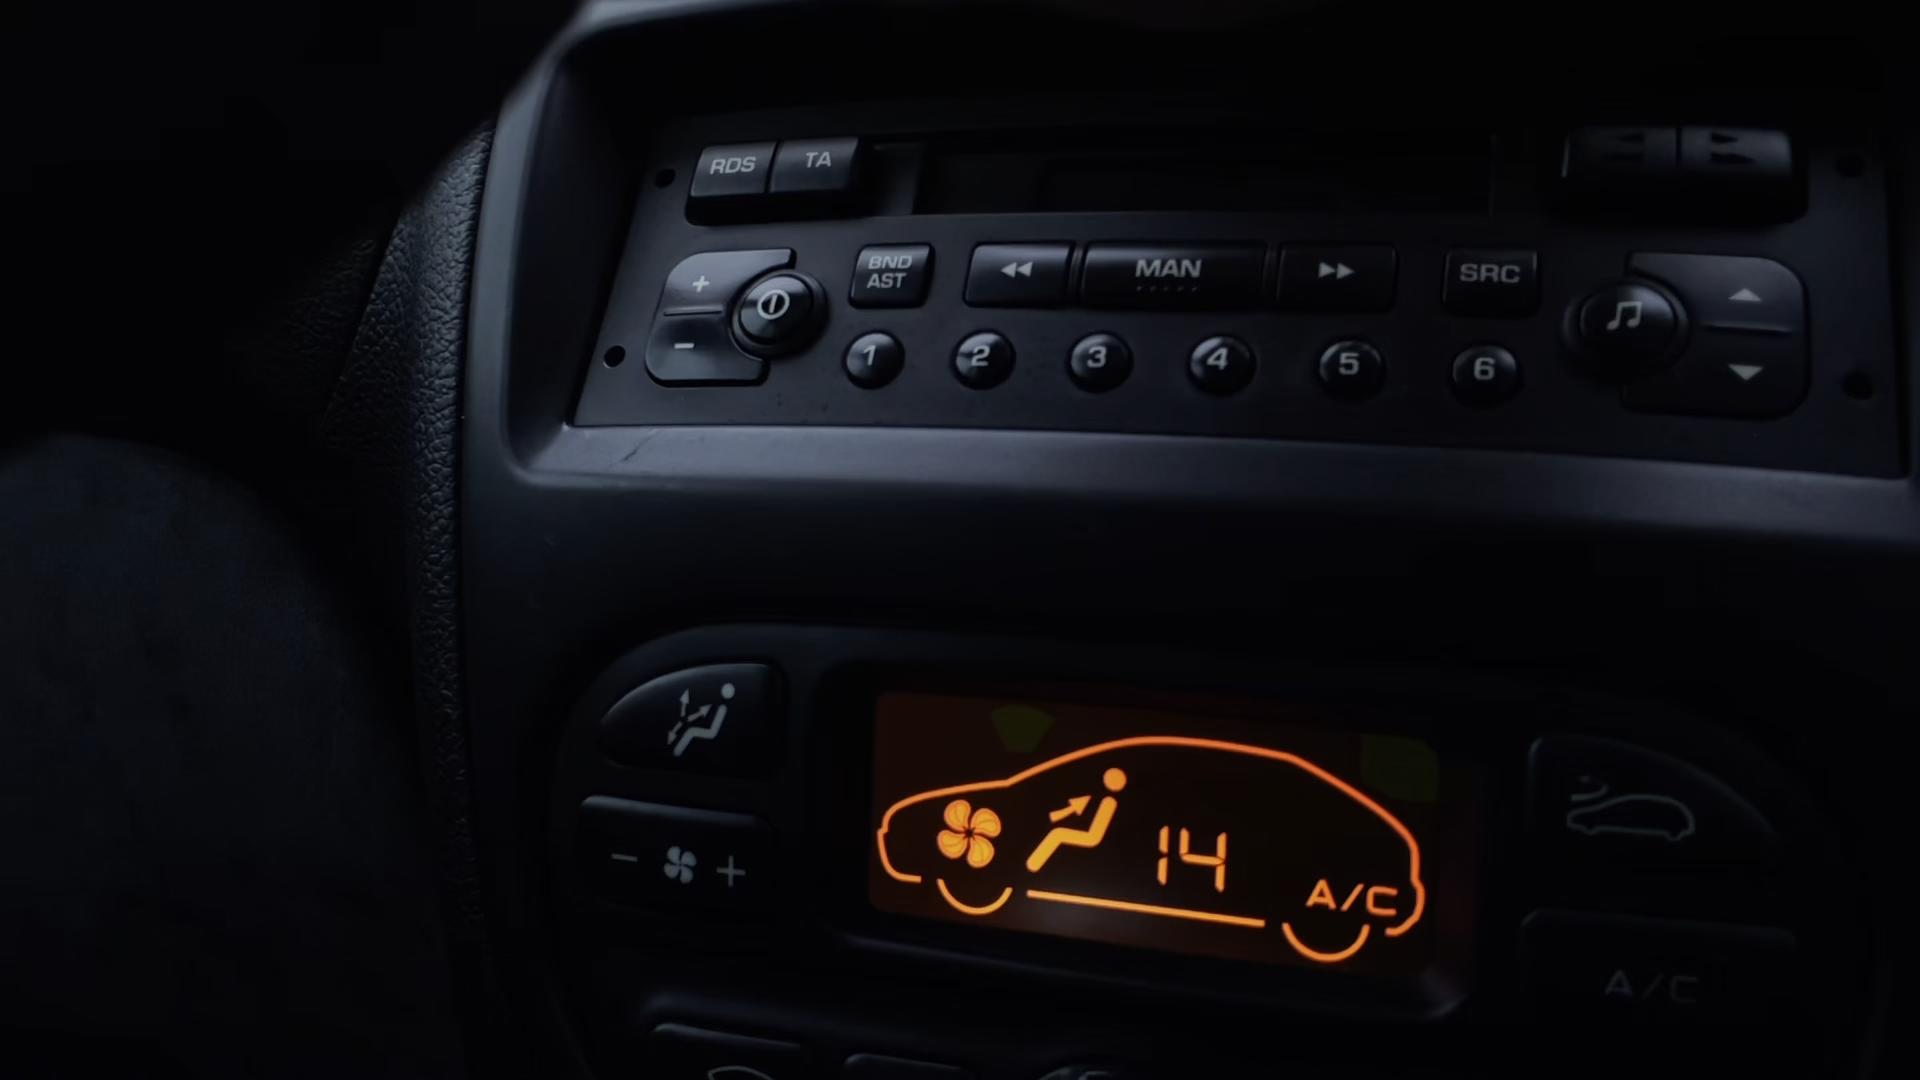 RDS TA
BND
AST
MAN
SRC
+
-
1 2 3 4 5 6
- +
14
A/C
A/C